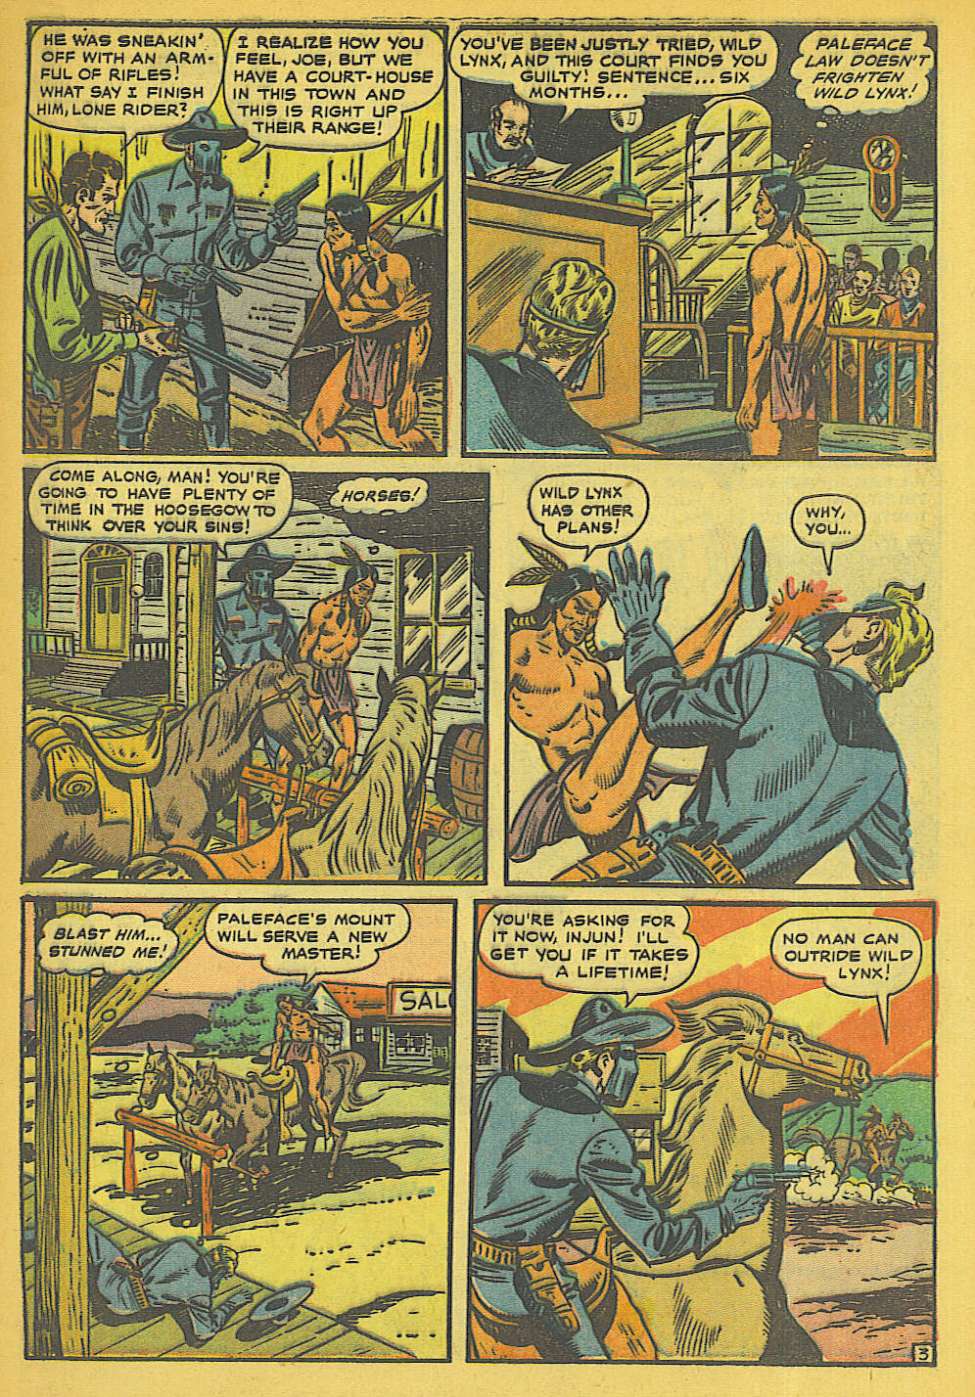 HE WAS SNEAKIN'
OFF WITH AN ARM-
FUL OF RIFLES!
WHAT SAY I FINISH
HIM, LONE RIDER?
I REALIZE HOW YOU
FEEL, JOE, BUT WE
HAVE A COURT-HOUSE
IN THIS TOWN AND
THIS IS RIGHT UP
THEIR RANGE!
YOU'VE BEEN JUSTLY TRIED, WILD
LYNX, AND THIS COURT FINDS YOU
GUILTY! SENTENCE... SIX
MONTHS...
PALEFACE
LAW DOESN'T
FRIGHTEN
WILD LYNX!
COME ALONG, MAN! YOU'RE
GOING TO HAVE PLENTY OF
TIME IN THE HOOSEGOW TO
THINK OVER YOUR SINS!
HORSES!
WILD LYNX
HAS OTHER
PLANS!
WHY,
YOU...
BLAST HIM...
STUNNED ME!
PALEFACE'S MOUNT
WILL SERVE A NEW
MASTER!
SALO
YOU'RE ASKING FOR
IT NOW, INJUN! I'LL
GET YOU IF IT TAKES
A LIFETIME!
NO MAN CAN
OUTRIDE WILD
LYNX!
3